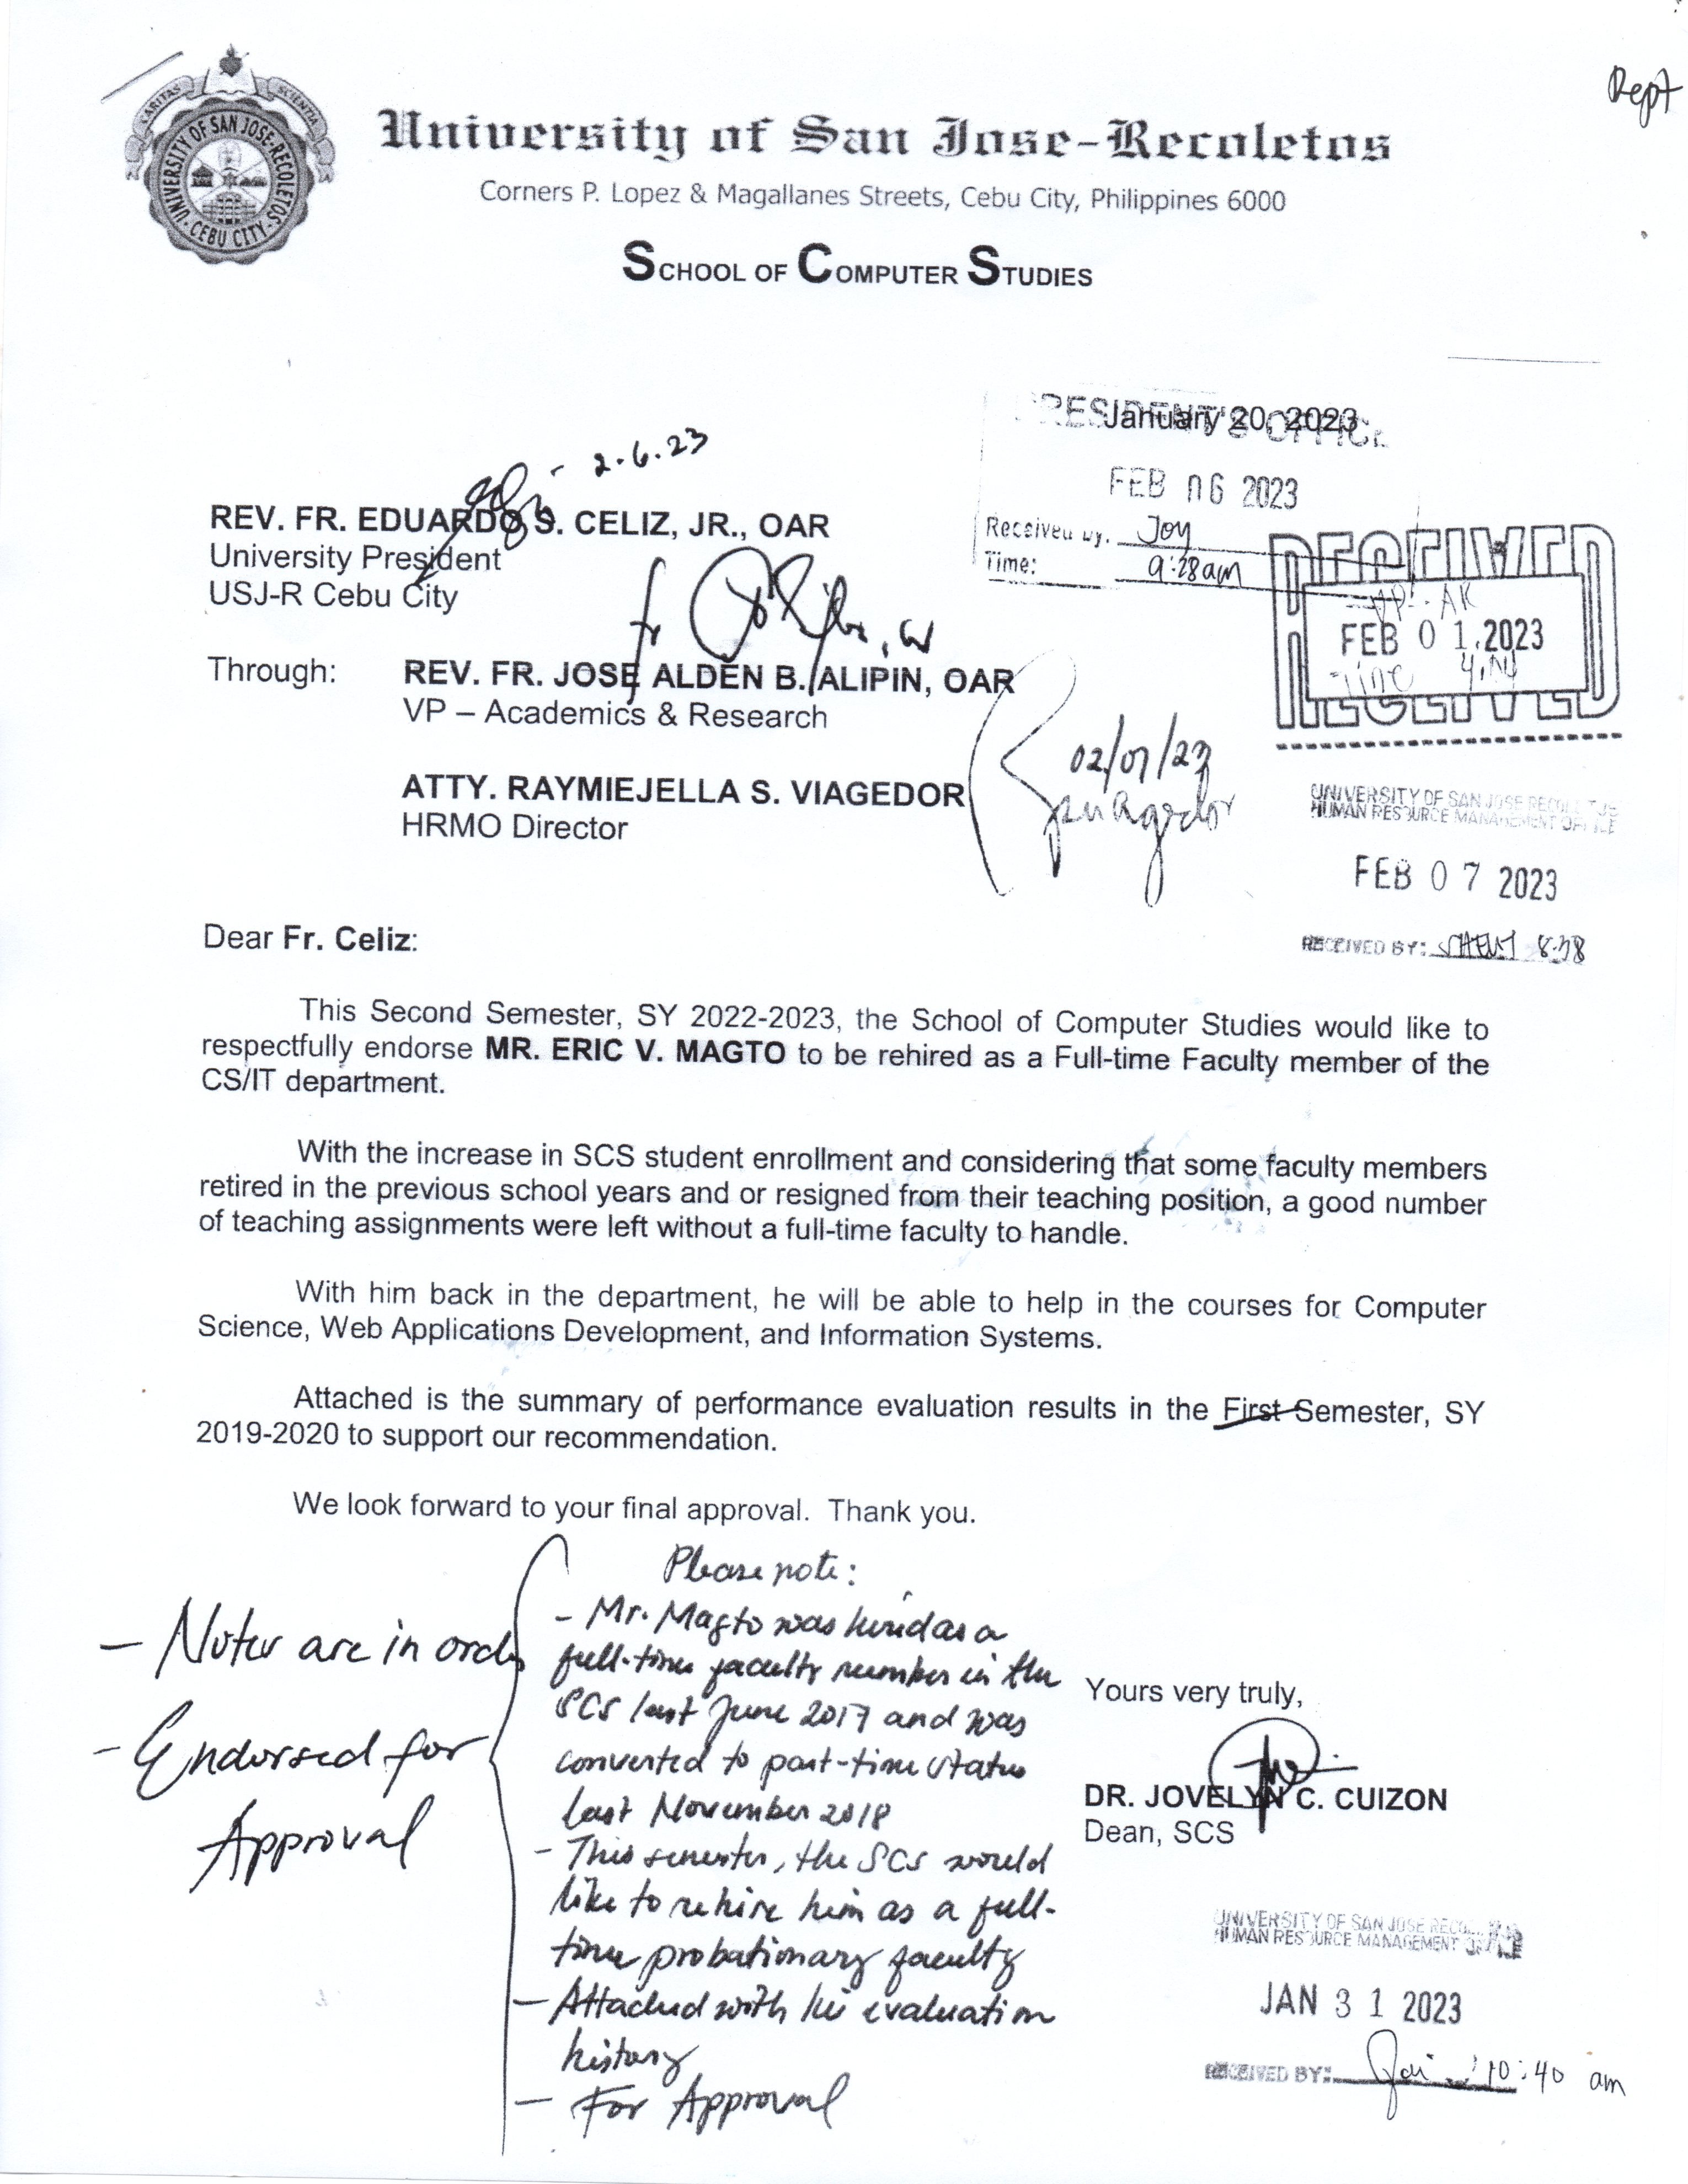 Rept
CARITAS SCIENTIA
UNIVERSITY OF SAN JOSE-RECOLETOS
CEBU CITY
University of San Jose-Recoletos
Corners P. Lopez & Magallanes Streets, Cebu City, Philippines 6000
SCHOOL OF COMPUTER STUDIES
PRESIDENT'S OFFICE
January 20, 2023
FEB 06 2023
Received by. Joy
Time: 9:28am
2.6.23
REV. FR. EDUARDO S. CELIZ, JR., OAR
University President
USJ-R Cebu City
RECEIVED
VP-AR
FEB 01 2023
RECEIVED
Through: REV. FR. JOSE ALDEN B. ALIPIN, OAR
VP – Academics & Research
02/07/23
ATTY. RAYMIEJELLA S. VIAGEDOR
HRMO Director
UNIVERSITY OF SAN JOSE RECOLETOS
HUMAN RESOURCE MANAGEMENT OFFICE
FEB 07 2023
RECEIVED BY: 8:38
Dear Fr. Celiz:
This Second Semester, SY 2022-2023, the School of Computer Studies would like to
respectfully endorse MR. ERIC V. MAGTO to be rehired as a Full-time Faculty member of the
CS/IT department.
With the increase in SCS student enrollment and considering that some faculty members
retired in the previous school years and or resigned from their teaching position, a good number
of teaching assignments were left without a full-time faculty to handle.
With him back in the department, he will be able to help in the courses for Computer
Science, Web Applications Development, and Information Systems.
Attached is the summary of performance evaluation results in the First Semester, SY
2019-2020 to support our recommendation.
We look forward to your final approval. Thank you.
- Notes are in order
- Endorsed for
Approval
Please note:
- Mr. Magto was hired as a
full-time faculty member in the
SCS last June 2017 and was
converted to part-time status
last November 2018
- This semester, the SCS would
like to rehire him as a full-
time probationary faculty
- Attached with his evaluation
history
- For Approval
Yours very truly,
DR. JOVELYN C. CUIZON
Dean, SCS
UNIVERSITY OF SAN JOSE RECOLETOS
HUMAN RESOURCE MANAGEMENT OFFICE
JAN 31 2023
RECEIVED BY: 10:40 am